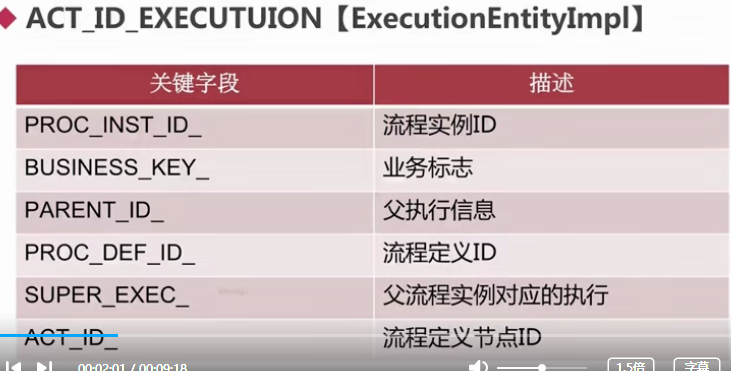 ACT_ID_EXECUTUION【ExecutionEntityImpl】
关键字段 描述
PROC_INST_ID_ 流程实例ID
BUSINESS_KEY_ 业务标志
PARENT_ID_ 父执行信息
PROC_DEF_ID_ 流程定义ID
SUPER_EXEC_ 父流程实例对应的执行
ACT_ID_ 流程定义节点ID
00:02:01 / 00:09:18 1.5倍 字幕